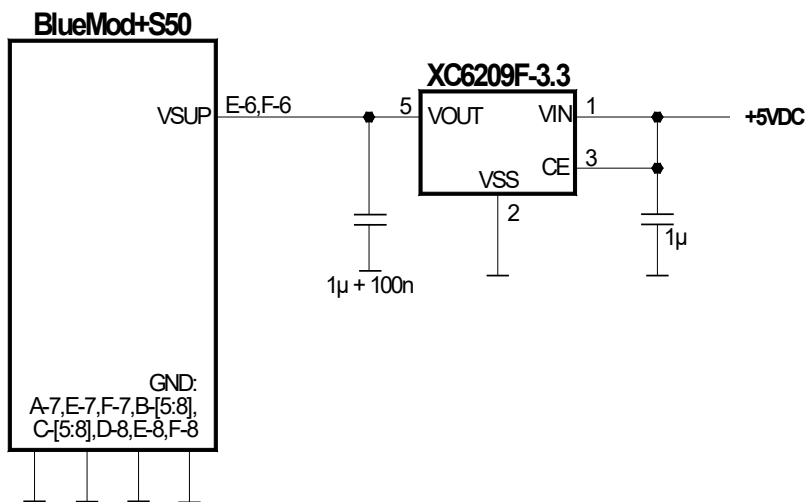 BlueMod+S50
XC6209F-3.3
VSUP E-6,F-6
5 VOUT VIN 1 +5VDC
CE 3
VSS
2
1µ
1µ + 100n
GND:
A-7,E-7,F-7,B-[5:8],
C-[5:8],D-8,E-8,F-8